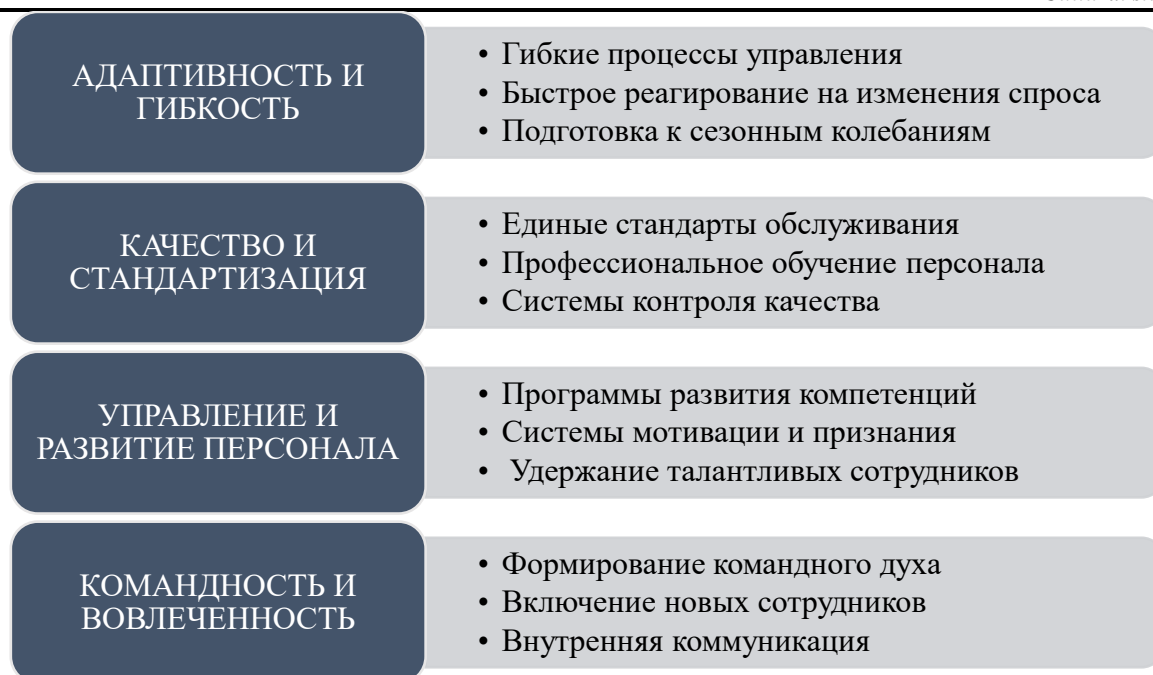 АДАПТИВНОСТЬ И
ГИБКОСТЬ
• Гибкие процессы управления
• Быстрое реагирование на изменения спроса
• Подготовка к сезонным колебаниям
КАЧЕСТВО И
СТАНДАРТИЗАЦИЯ
• Единые стандарты обслуживания
• Профессиональное обучение персонала
• Системы контроля качества
УПРАВЛЕНИЕ И
РАЗВИТИЕ ПЕРСОНАЛА
• Программы развития компетенций
• Системы мотивации и признания
• Удержание талантливых сотрудников
КОМАНДНОСТЬ И
ВОВЛЕЧЕННОСТЬ
• Формирование командного духа
• Включение новых сотрудников
• Внутренняя коммуникация